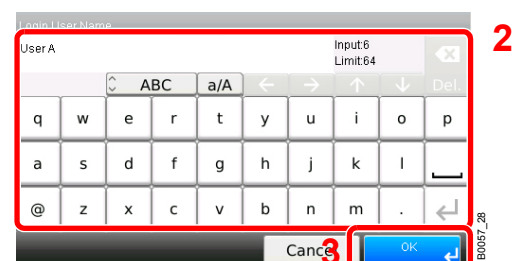 Login User Name
User A
Input:6
Limit:64
2
ABC a/A ← → ↑ ↓ Del.
q w e r t y u i o p
a s d f g h j k l
@ z x c v b n m .
3
Cance
OK
B0057_28